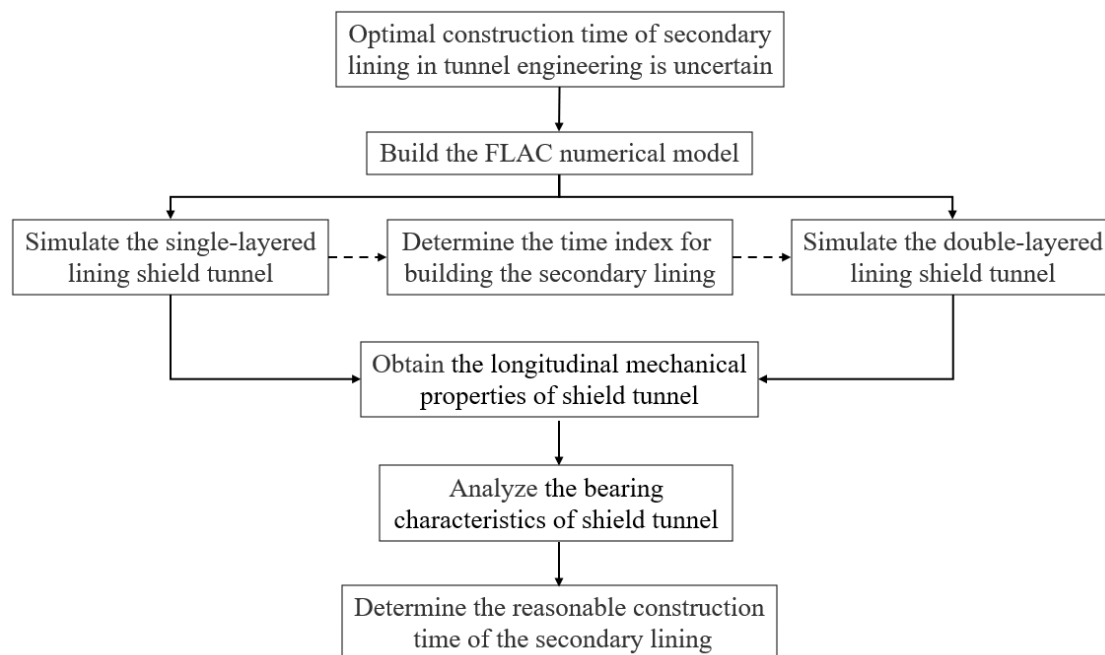 Optimal construction time of secondary
lining in tunnel engineering is uncertain
Build the FLAC numerical model
Simulate the single-layered
lining shield tunnel
Determine the time index for
building the secondary lining
Simulate the double-layered
lining shield tunnel
Obtain the longitudinal mechanical
properties of shield tunnel
Analyze the bearing
characteristics of shield tunnel
Determine the reasonable construction
time of the secondary lining